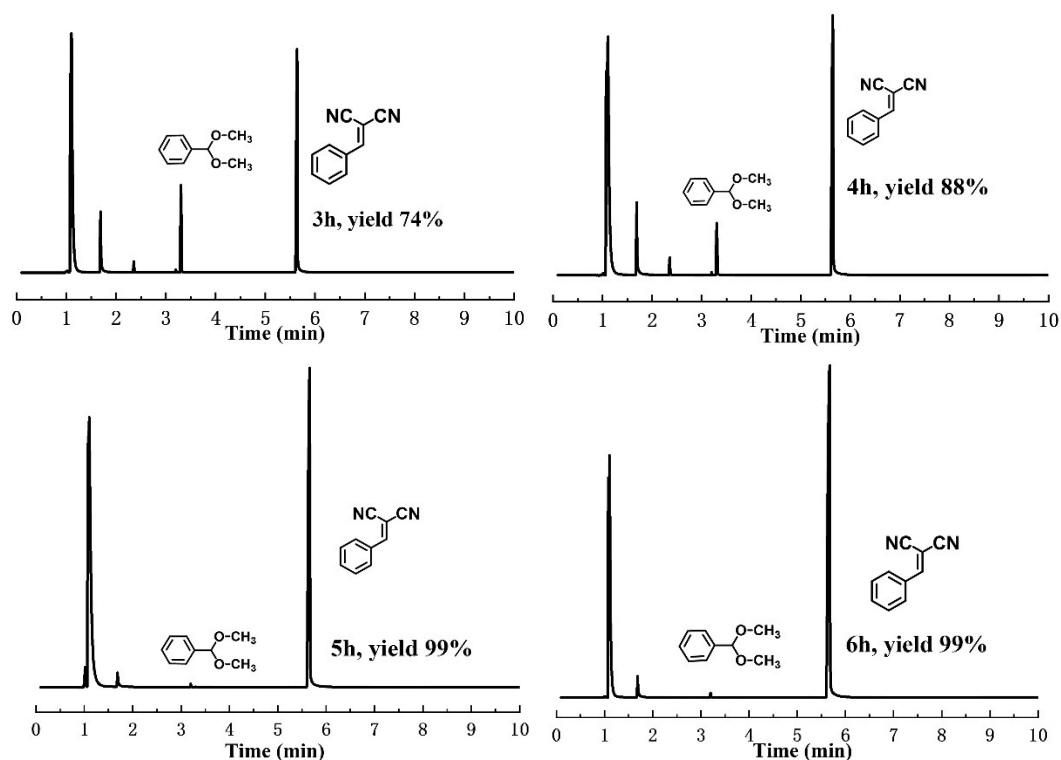 O-CH3
O-CH3
NC
CN
3h, yield 74%
0 1 2 3 4 5 6 7 8 9 10
Time (min)
O-CH3
O-CH3
NC
CN
4h, yield 88%
0 1 2 3 4 5 6 7 8 9 10
Time (min)
O-CH3
O-CH3
NC
CN
5h, yield 99%
0 1 2 3 4 5 6 7 8 9 10
Time (min)
O-CH3
O-CH3
NC
CN
6h, yield 99%
0 1 2 3 4 5 6 7 8 9 10
Time (min)